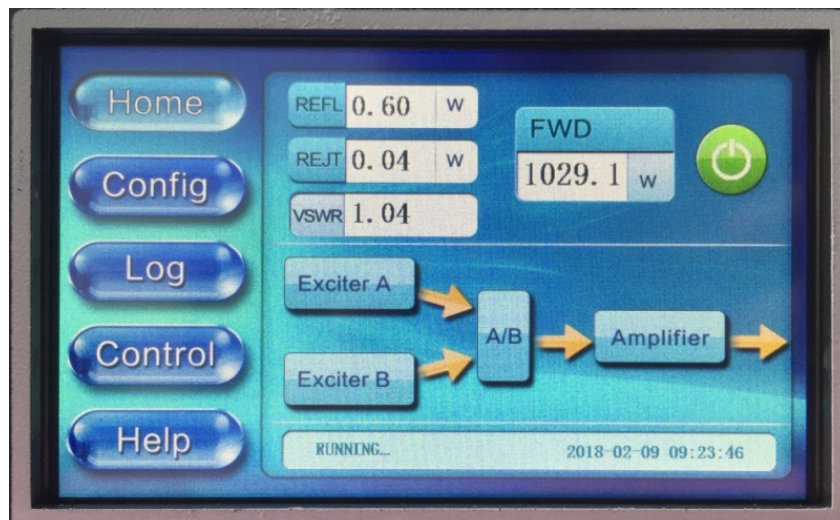 Home
Config
Log
Control
Help
REFL 0.60 W
REJT 0.04 W
VSWR 1.04
FWD
1029.1 W
Exciter A
Exciter B
A/B
Amplifier
RUNNING... 2018-02-09 09:23:46